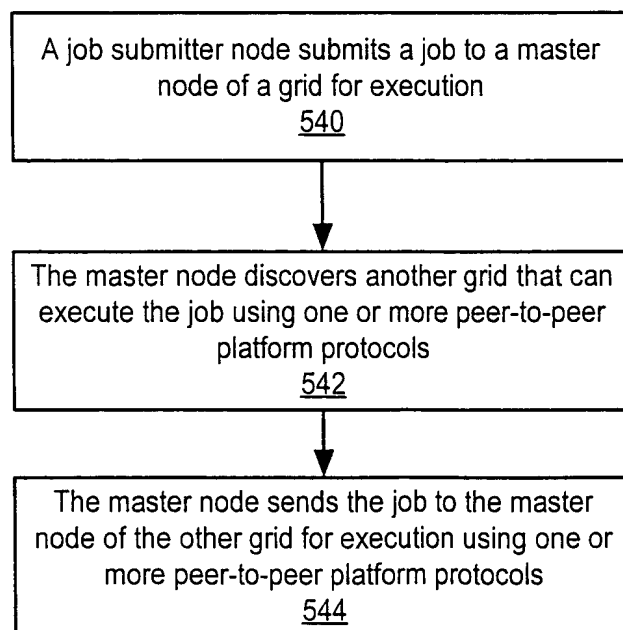 A job submitter node submits a job to a master
node of a grid for execution
540
The master node discovers another grid that can
execute the job using one or more peer-to-peer
platform protocols
542
The master node sends the job to the master
node of the other grid for execution using one or
more peer-to-peer platform protocols
544